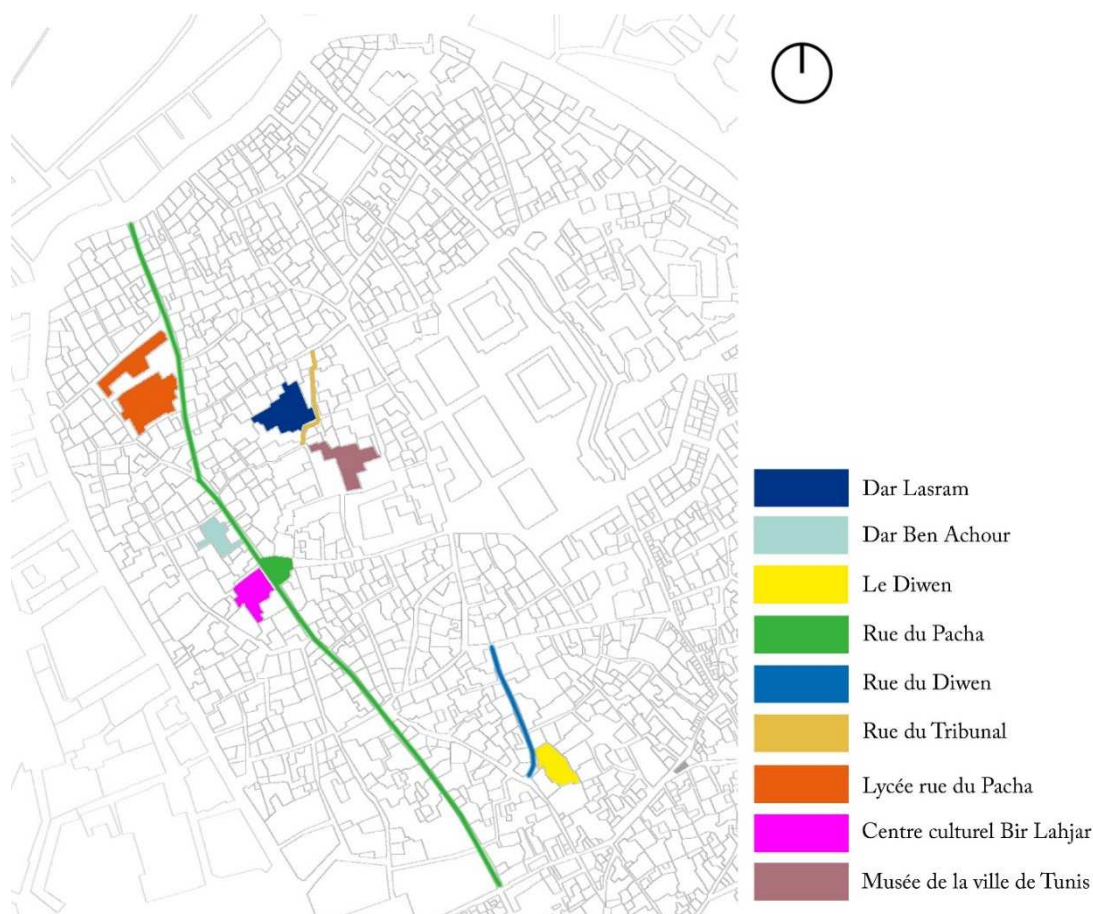 Dar Lasram
Dar Ben Achour
Le Diwen
Rue du Pacha
Rue du Diwen
Rue du Tribunal
Lycée rue du Pacha
Centre culturel Bir Lahjar
Musée de la ville de Tunis